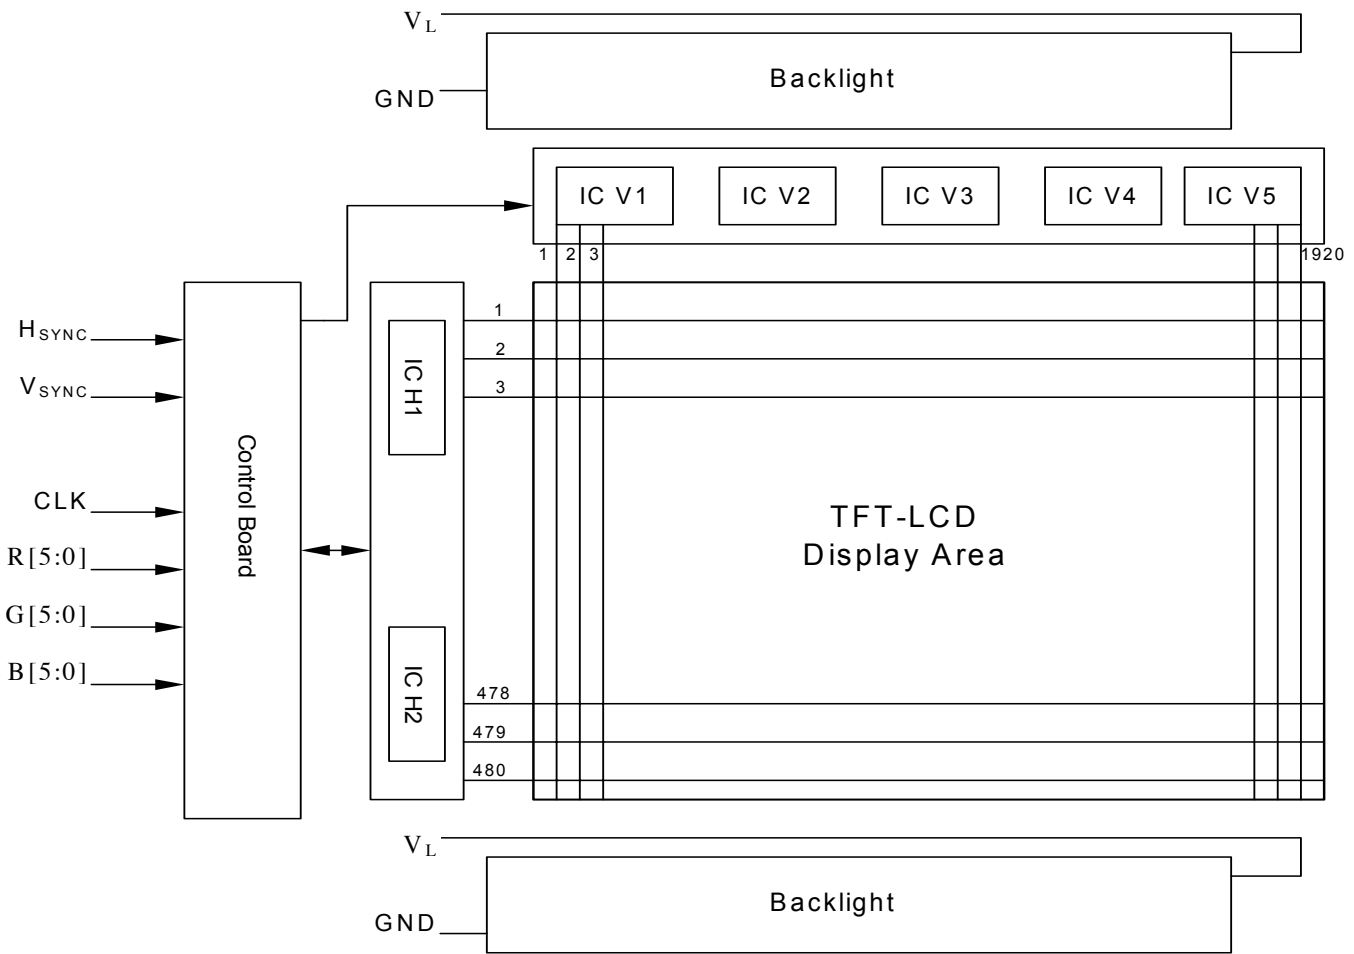 VL
Backlight
GND
IC V1 IC V2 IC V3 IC V4 IC V5
1 2 3 1920
HSYNC
VSYNC
CLK
R[5:0]
G[5:0]
B[5:0]
Control Board
IC H1
IC H2
1
2
3
478
479
480
TFT-LCD
Display Area
VL
Backlight
GND